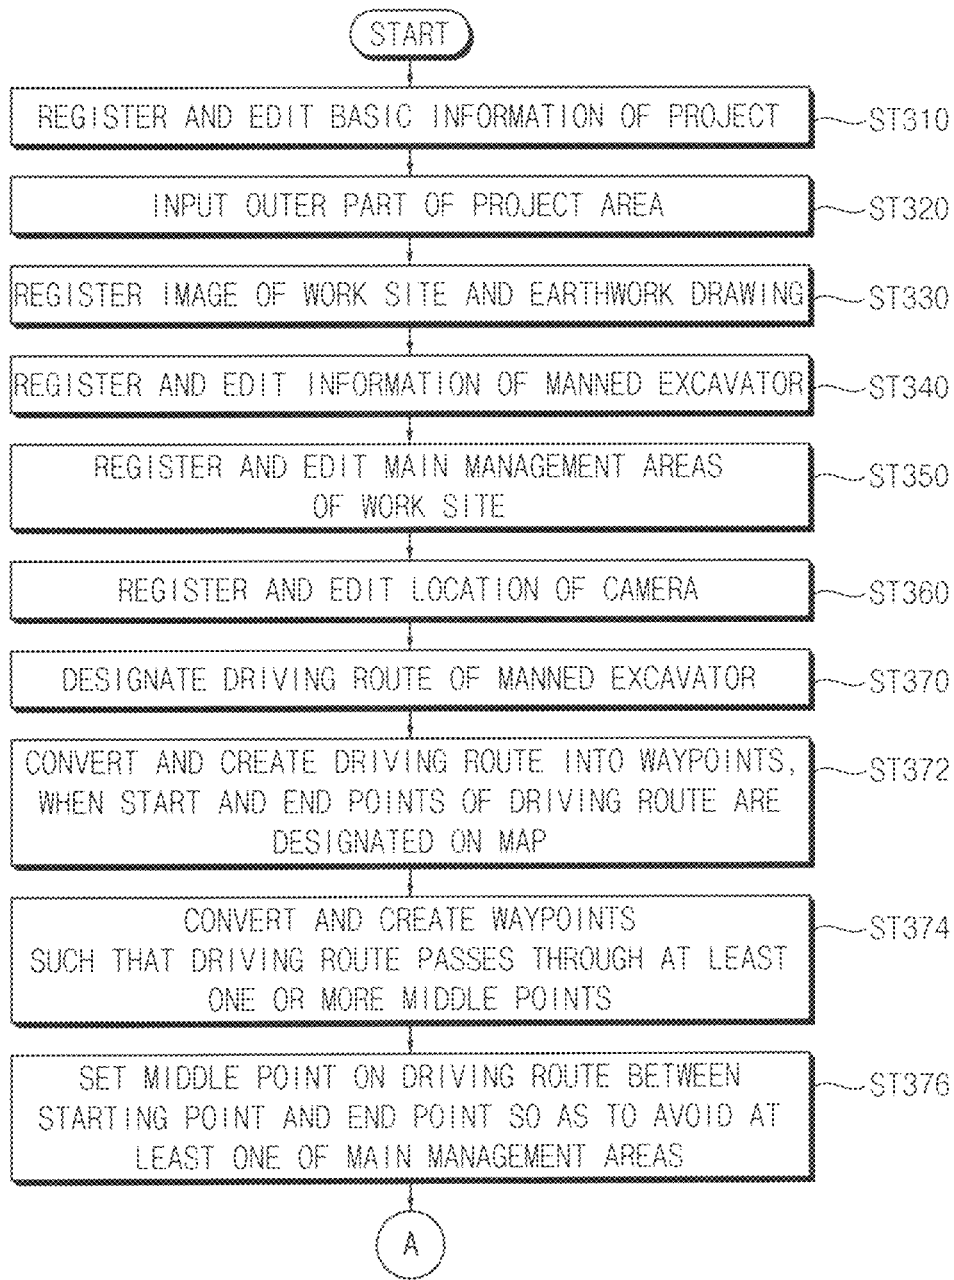 START
REGISTER AND EDIT BASIC INFORMATION OF PROJECT
ST310
INPUT OUTER PART OF PROJECT AREA
ST320
REGISTER IMAGE OF WORK SITE AND EARTHWORK DRAWING
ST330
REGISTER AND EDIT INFORMATION OF MANNED EXCAVATOR
ST340
REGISTER AND EDIT MAIN MANAGEMENT AREAS
OF WORK SITE
ST350
REGISTER AND EDIT LOCATION OF CAMERA
ST360
DESIGNATE DRIVING ROUTE OF MANNED EXCAVATOR
ST370
CONVERT AND CREATE DRIVING ROUTE INTO WAYPOINTS,
WHEN START AND END POINTS OF DRIVING ROUTE ARE
DESIGNATED ON MAP
ST372
CONVERT AND CREATE WAYPOINTS
SUCH THAT DRIVING ROUTE PASSES THROUGH AT LEAST
ONE OR MORE MIDDLE POINTS
ST374
SET MIDDLE POINT ON DRIVING ROUTE BETWEEN
STARTING POINT AND END POINT SO AS TO AVOID AT
LEAST ONE OF MAIN MANAGEMENT AREAS
ST376
A